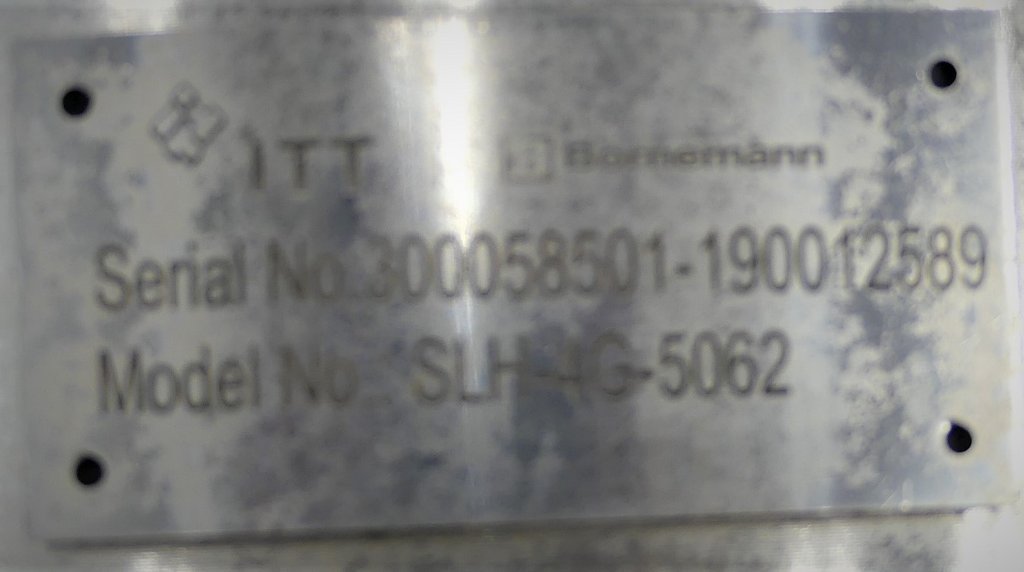 ITT Bornemann
Serial No.300058501-190012589
Model No.: SLH-4G-5062